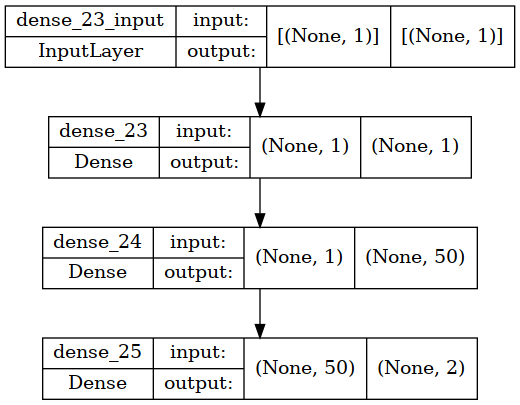 dense_23_input input: [(None, 1)] [(None, 1)]
InputLayer output:
dense_23 input: (None, 1) (None, 1)
Dense output:
dense_24 input: (None, 1) (None, 50)
Dense output:
dense_25 input: (None, 50) (None, 2)
Dense output: